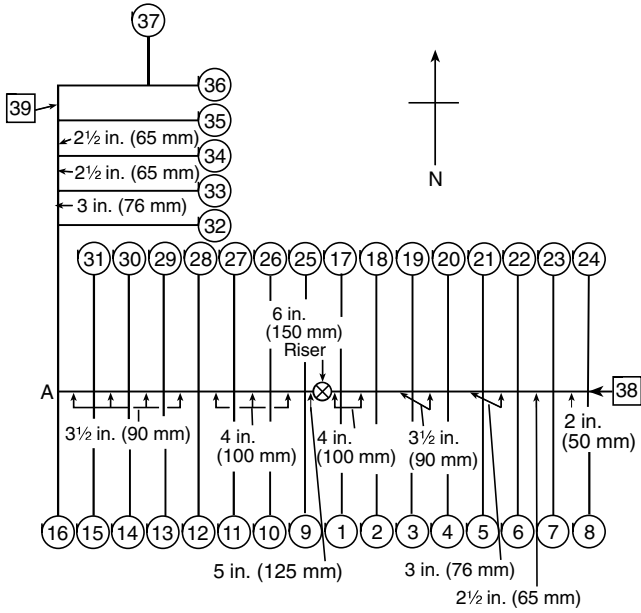 37
36
39
35
2½ in. (65 mm)
34
2½ in. (65 mm)
33
3 in. (76 mm)
32
N
31 30 29 28 27 26 25 17 18 19 20 21 22 23 24
6 in.
(150 mm)
Riser
A
38
3½ in. (90 mm)
4 in.
(100 mm)
4 in.
(100 mm)
3½ in.
(90 mm)
2 in.
(50 mm)
16 15 14 13 12 11 10 9 1 2 3 4 5 6 7 8
5 in. (125 mm)
3 in. (76 mm)
2½ in. (65 mm)